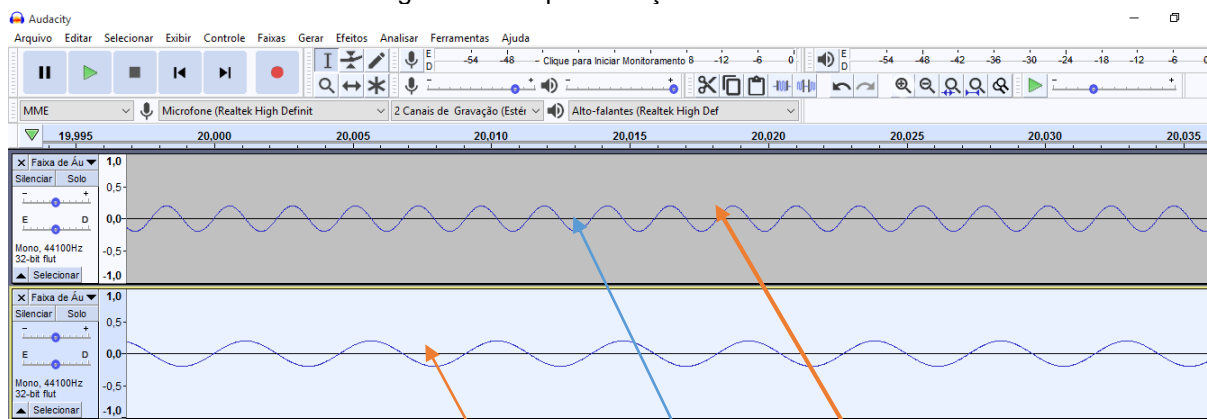 Audacity
Arquivo Editar Selecionar Exibir Controle Faixas Gerar Efeitos Analisar Ferramentas Ajuda
E D -54 -48 - Clique para Iniciar Monitoramento 8 -12 -6 0 E D -54 -48 -42 -36 -30 -24 -18 -12 -6 0
MME Microfone (Realtek High Definit 2 Canais de Gravação (Estér Alto-falantes (Realtek High Def
19,995 20,000 20,005 20,010 20,015 20,020 20,025 20,030 20,035
x Faixa de Áu 1,0
Silenciar Solo
0,5
- +
E D 0,0
Mono, 44100Hz
-0,5
32-bit flut
Selecionar -1,0
x Faixa de Áu 1,0
Silenciar Solo
0,5
- +
E D 0,0
Mono, 44100Hz
-0,5
32-bit flut
Selecionar -1,0